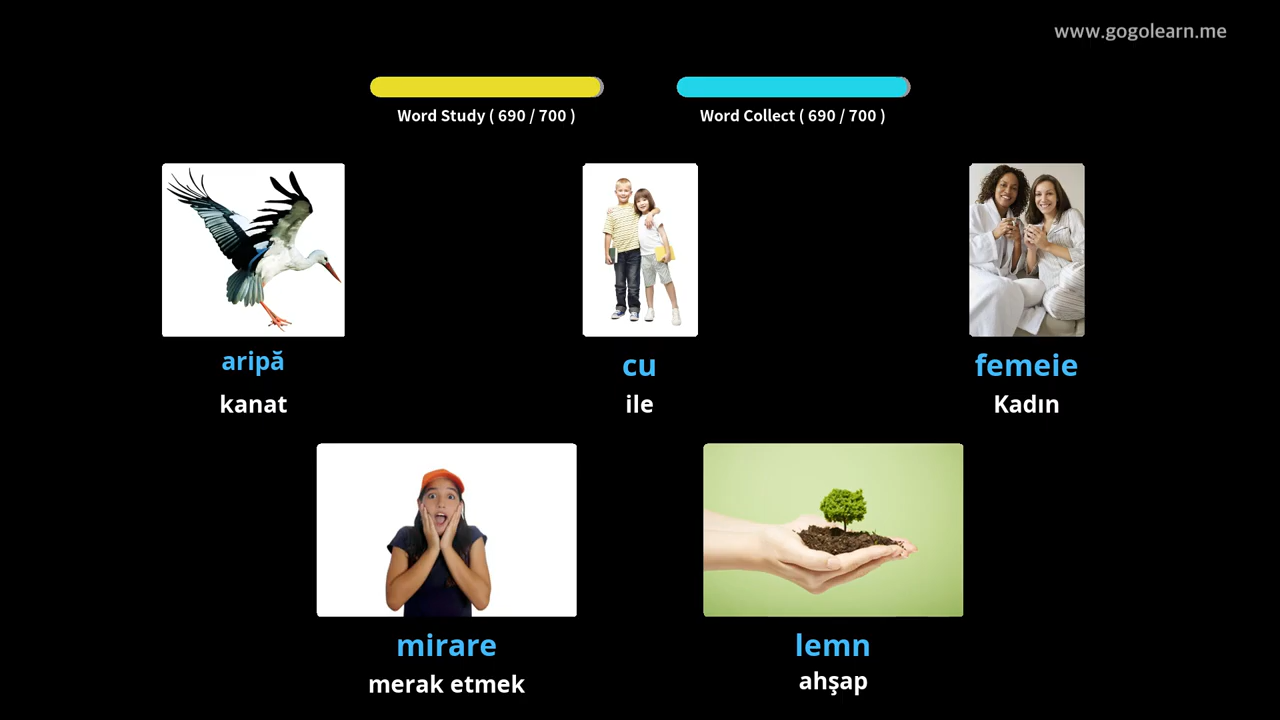 www.gogolearn.me
Word Study ( 690 / 700 )
Word Collect ( 690 / 700 )
aripă
kanat
cu
ile
femeie
Kadın
mirare
merak etmek
lemn
ahşap